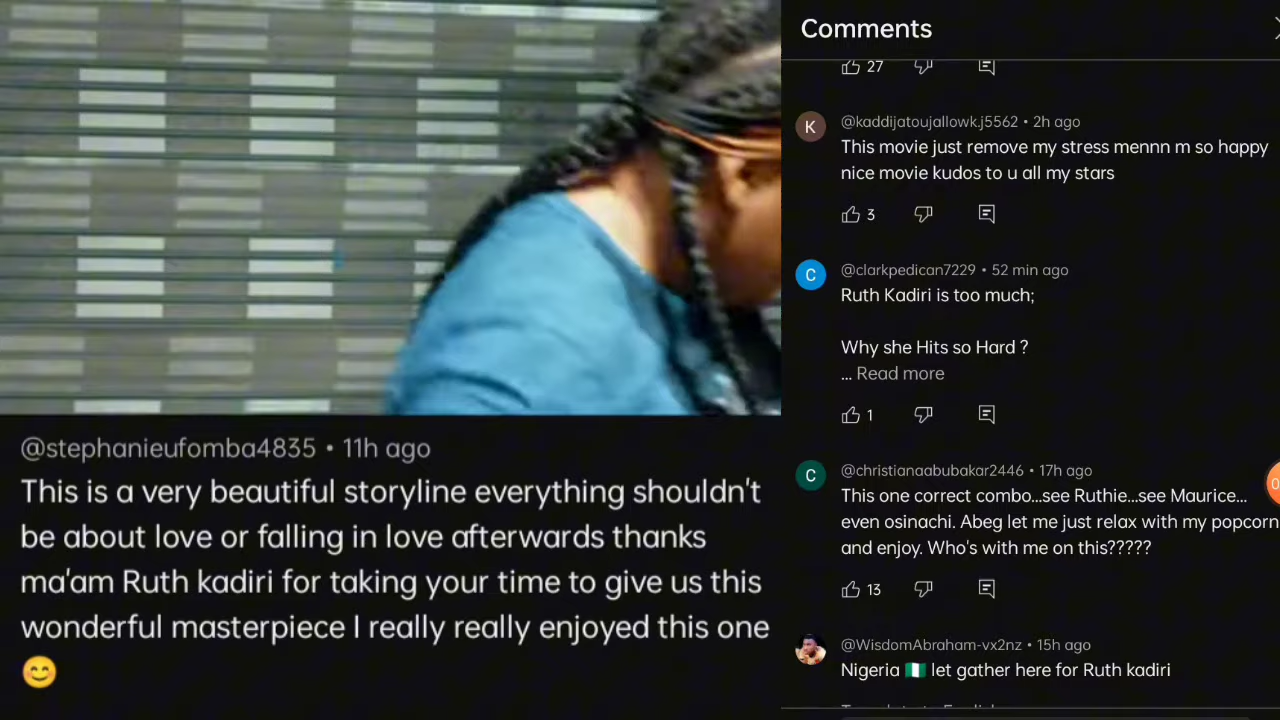 @stephanieufomba4835 • 11h ago
This is a very beautiful storyline everything shouldn't
be about love or falling in love afterwards thanks
ma'am Ruth kadiri for taking your time to give us this
wonderful masterpiece I really really enjoyed this one
😊
Comments
27
K
@kaddijatoujallowk.j5562 • 2h ago
This movie just remove my stress mennn m so happy
nice movie kudos to u all my stars
3
C
@clarkpedican7229 • 52 min ago
Ruth Kadiri is too much;
Why she Hits so Hard ?
... Read more
1
C
@christianaabubakar2446 • 17h ago
This one correct combo...see Ruthie...see Maurice...
even osinachi. Abeg let me just relax with my popcorn
and enjoy. Who's with me on this?????
13
@WisdomAbraham-vx2nz • 15h ago
Nigeria 🇳🇬 let gather here for Ruth kadiri